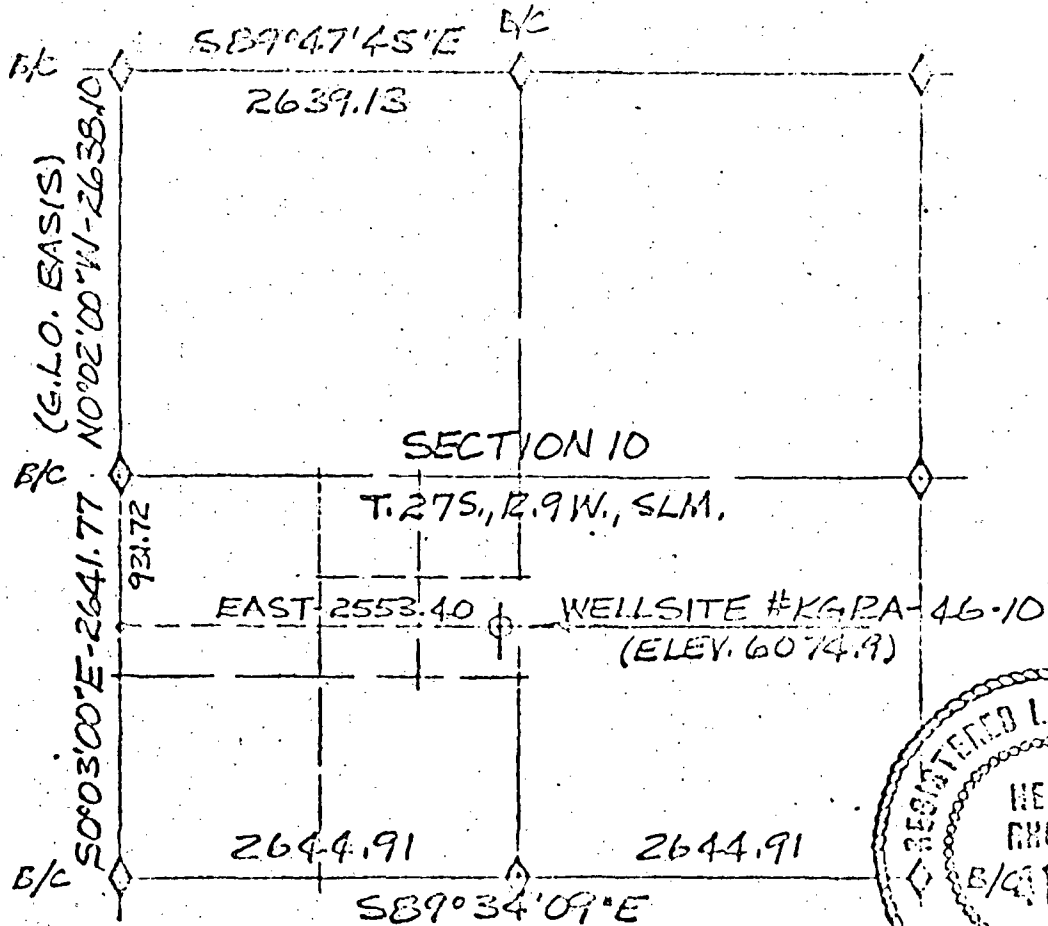 B/C
S89°47'45"E
B/C
2639.13
(G.L.O. BASIS)
N0°02'00"W-2638.10
B/C
SECTION 10
T.27S., R.9W., SLM.
S0°03'00"E-2641.77
931.72
EAST 2553.40
WELLSITE #KGRA-46-10
(ELEV. 6074.9)
REGISTERED
B/C
2644.91
2644.91
B/C
S89°34'09"E